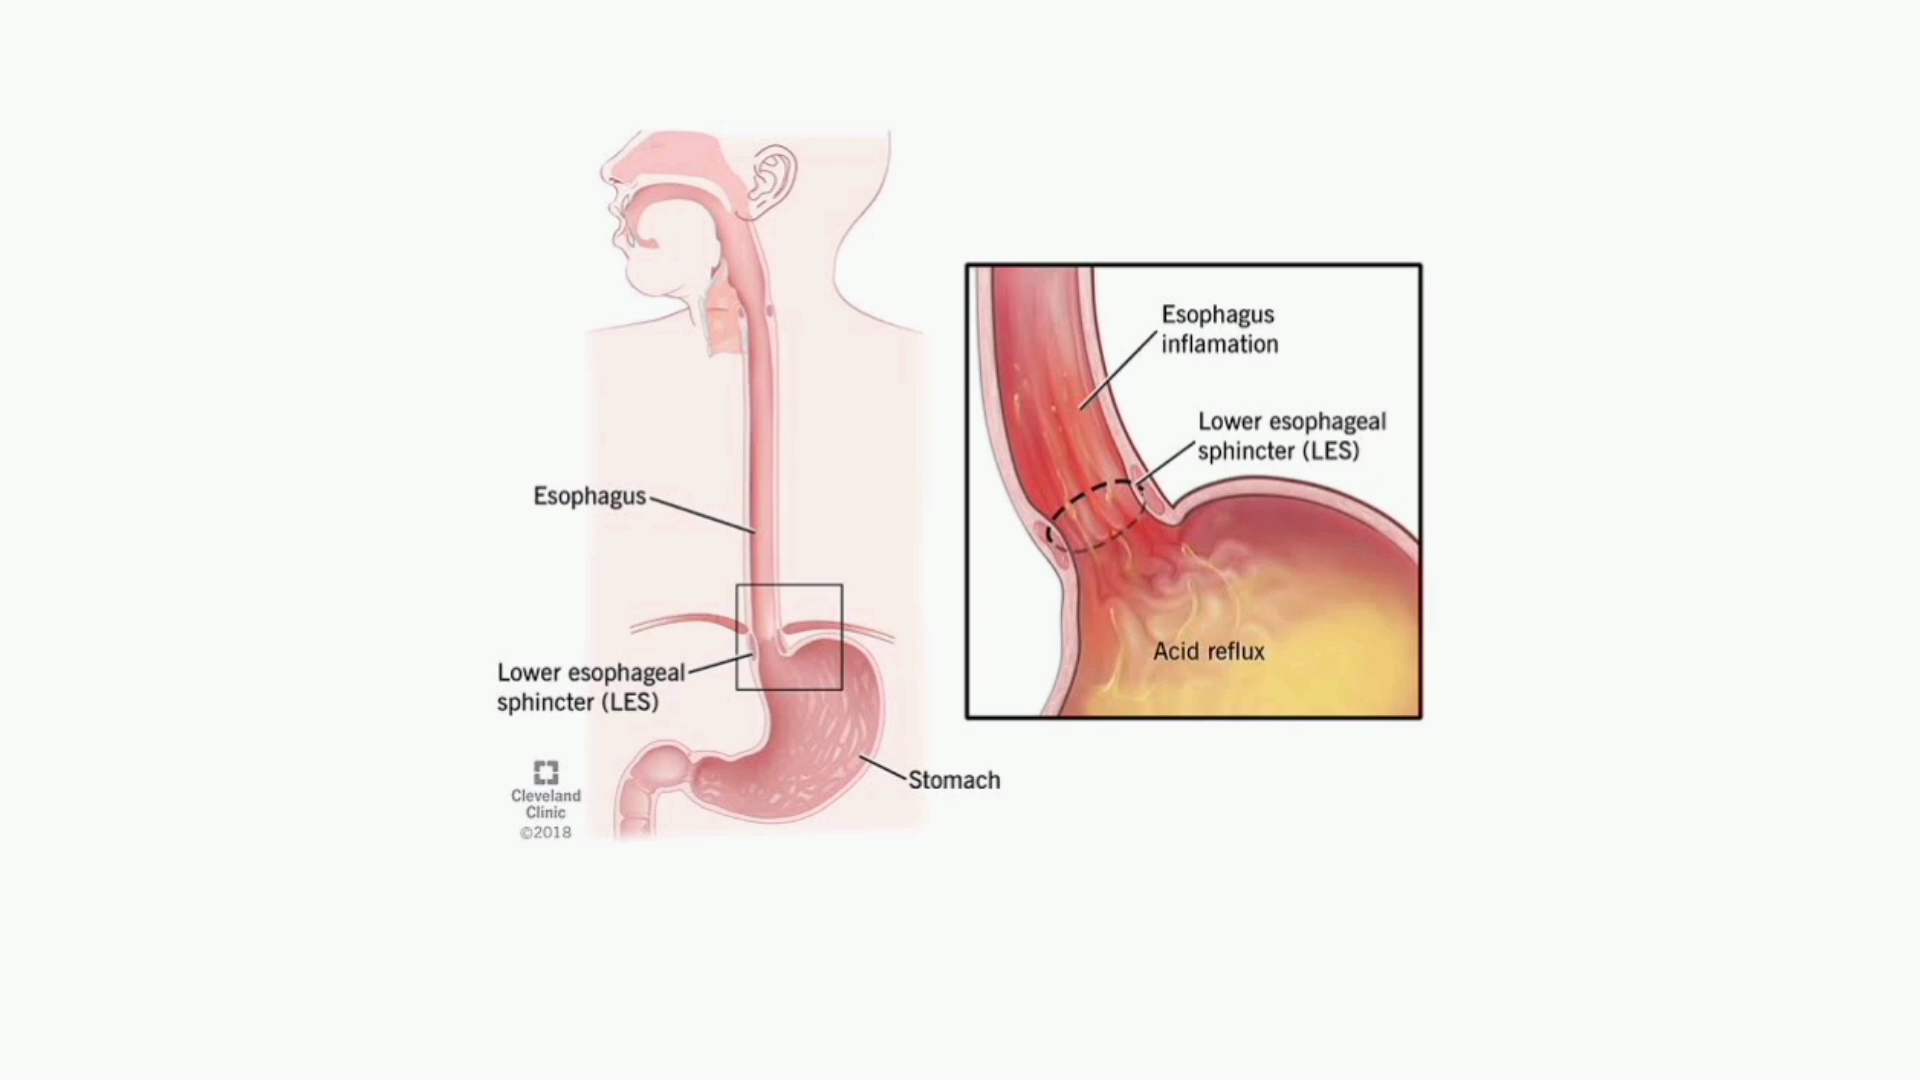 Esophagus
Lower esophageal
sphincter (LES)
Stomach
Cleveland
Clinic
©2018
Esophagus
inflamation
Lower esophageal
sphincter (LES)
Acid reflux